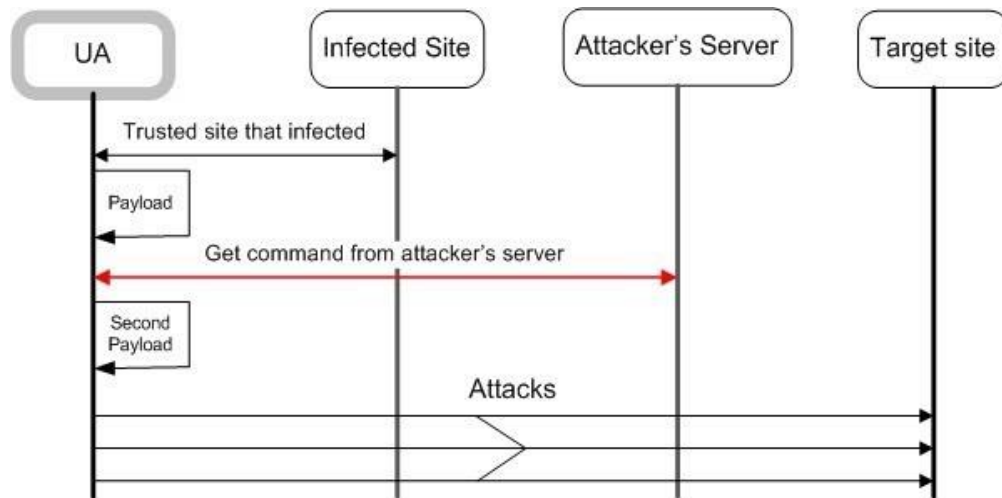 UA
Infected Site
Attacker's Server
Target site
Trusted site that infected
Payload
Get command from attacker's server
Second
Payload
Attacks